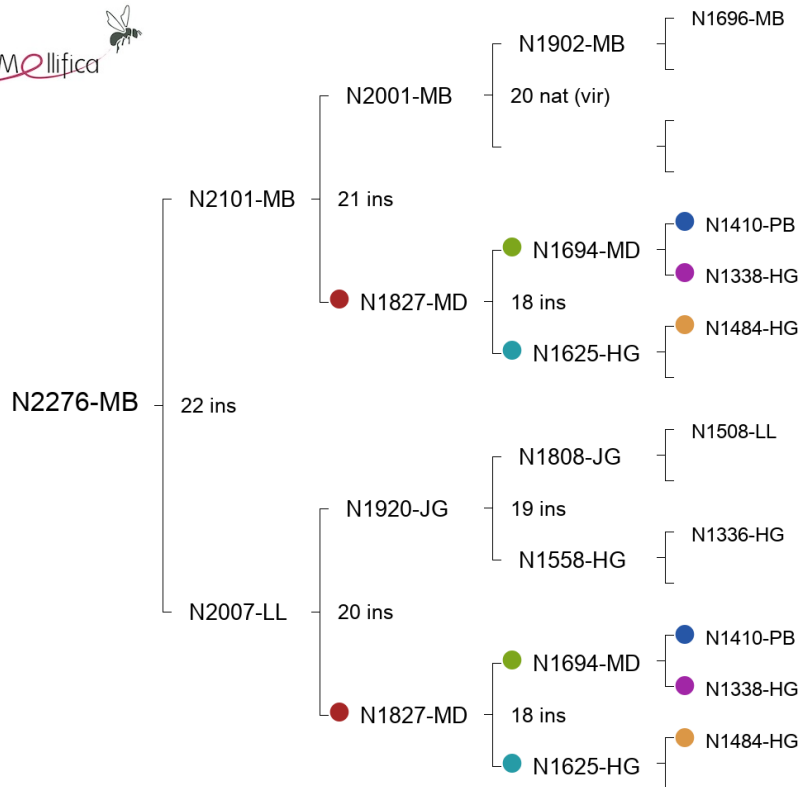 Mellifica
N1696-MB
N1902-MB
N2001-MB
20 nat (vir)
N2101-MB
21 ins
N1410-PB
N1694-MD
N1338-HG
N1827-MD
18 ins
N1484-HG
N1625-HG
N2276-MB
22 ins
N1508-LL
N1808-JG
N1920-JG
19 ins
N1336-HG
N1558-HG
N2007-LL
20 ins
N1410-PB
N1694-MD
N1338-HG
N1827-MD
18 ins
N1484-HG
N1625-HG